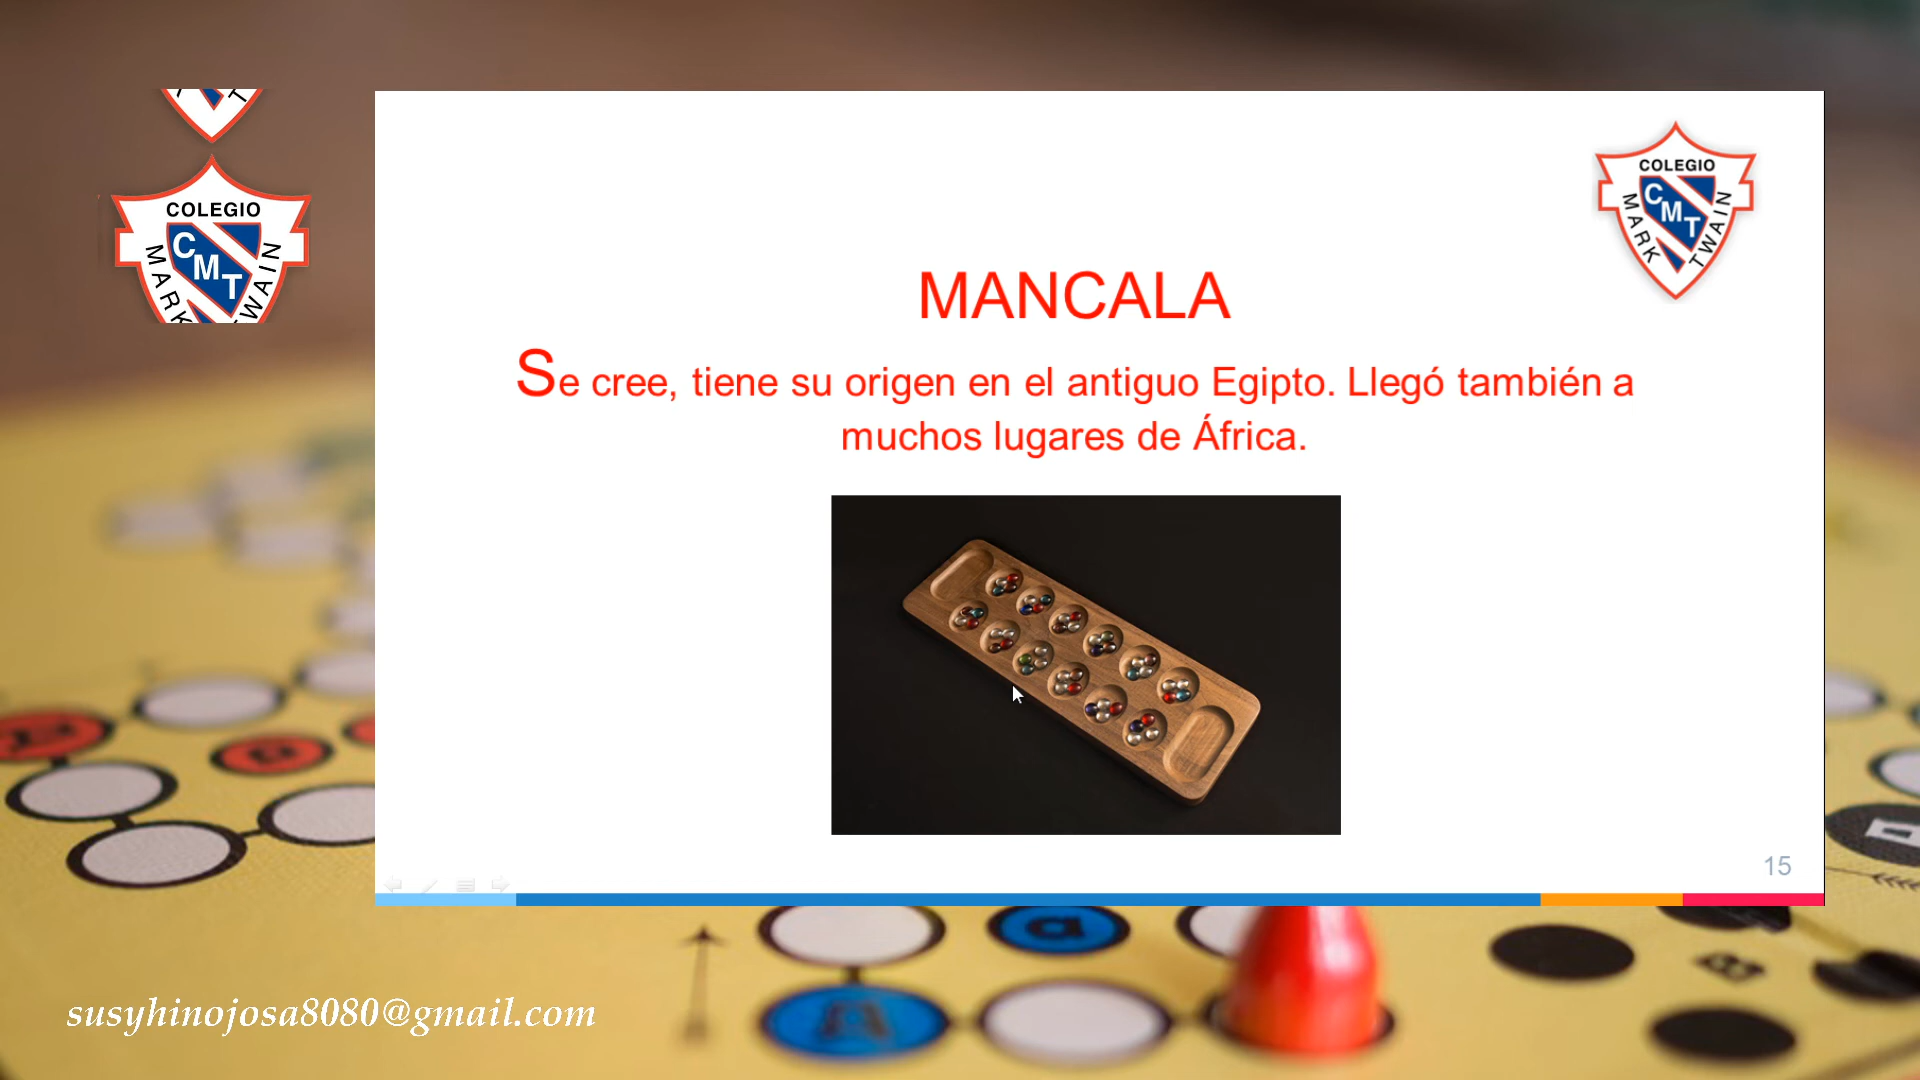 COLEGIO
CMT
MARK TWAIN
COLEGIO
CMT
MARK TWAIN
MANCALA
Se cree, tiene su origen en el antiguo Egipto. Llegó también a
muchos lugares de África.
15
a
A
B
susyhinojosa8080@gmail.com